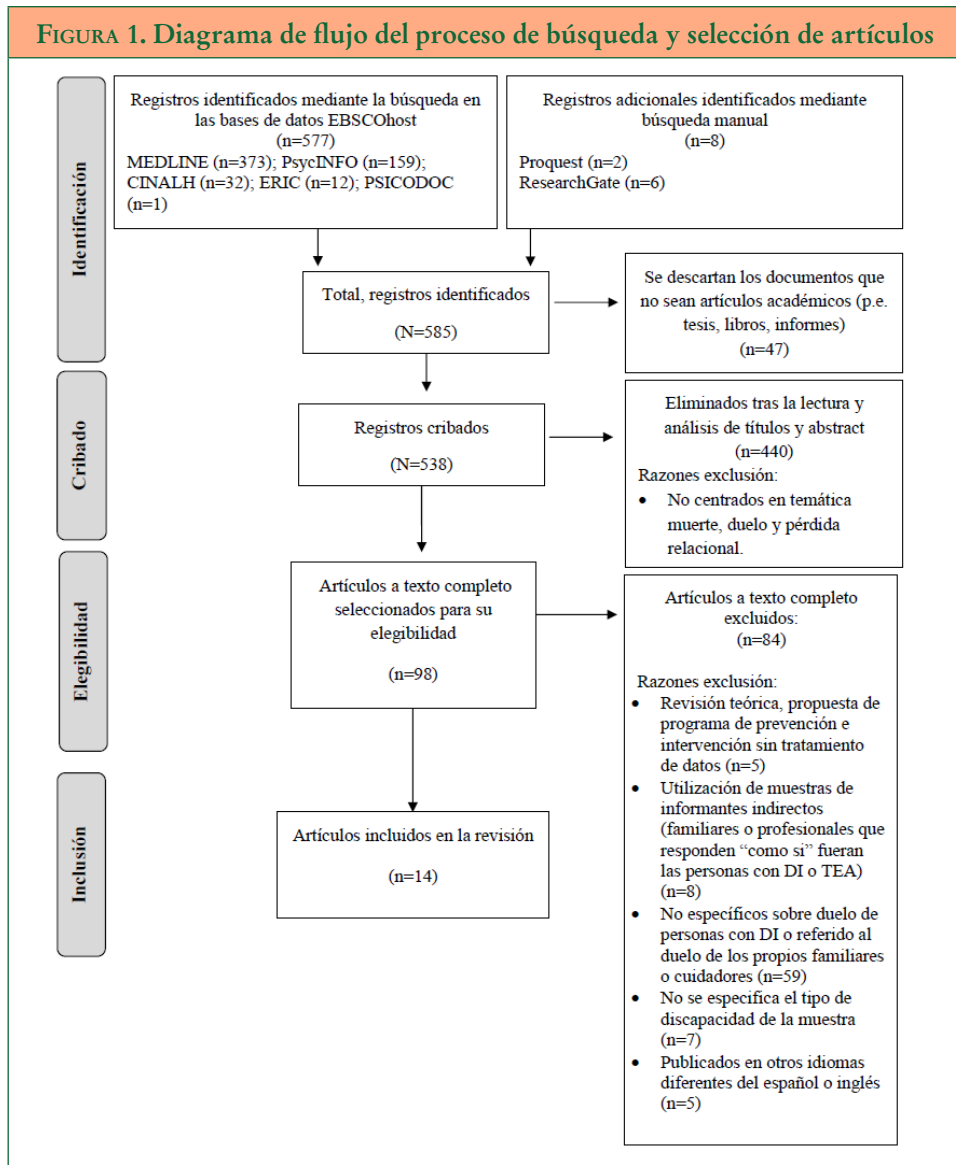 FIGURA 1. Diagrama de flujo del proceso de búsqueda y selección de artículos
Identificación
Registros identificados mediante la búsqueda en
las bases de datos EBSCOhost
(n=577)
MEDLINE (n=373); PsycINFO (n=159);
CINALH (n=32); ERIC (n=12); PSICODOC
(n=1)
Registros adicionales identificados mediante
búsqueda manual
(n=8)
Proquest (n=2)
ResearchGate (n=6)
Total, registros identificados
(N=585)
Se descartan los documentos que
no sean artículos académicos (p.e.
tesis, libros, informes)
(n=47)
Cribado
Registros cribados
(N=538)
Eliminados tras la lectura y
análisis de títulos y abstract
(n=440)
Razones exclusión:
• No centrados en temática
muerte, duelo y pérdida
relacional.
Elegibilidad
Artículos a texto completo
seleccionados para su
elegibilidad
(n=98)
Artículos a texto completo
excluidos:
(n=84)
Razones exclusión:
• Revisión teórica, propuesta de
programa de prevención e
intervención sin tratamiento
de datos (n=5)
• Utilización de muestras de
informantes indirectos
(familiares o profesionales que
responden “como si” fueran
las personas con DI o TEA)
(n=8)
• No específicos sobre duelo de
personas con DI o referido al
duelo de los propios familiares
o cuidadores (n=59)
• No se especifica el tipo de
discapacidad de la muestra
(n=7)
• Publicados en otros idiomas
diferentes del español o inglés
(n=5)
Inclusión
Artículos incluidos en la revisión
(n=14)